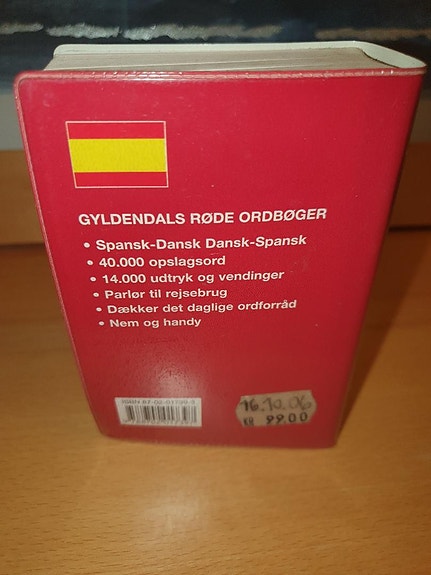 GYLDENDALS RØDE ORDBØGER
• Spansk-Dansk Dansk-Spansk
• 40.000 opslagsord
• 14.000 udtryk og vendinger
• Parlør til rejsebrug
• Dækker det daglige ordforråd
• Nem og handy
16.10.06
99.00